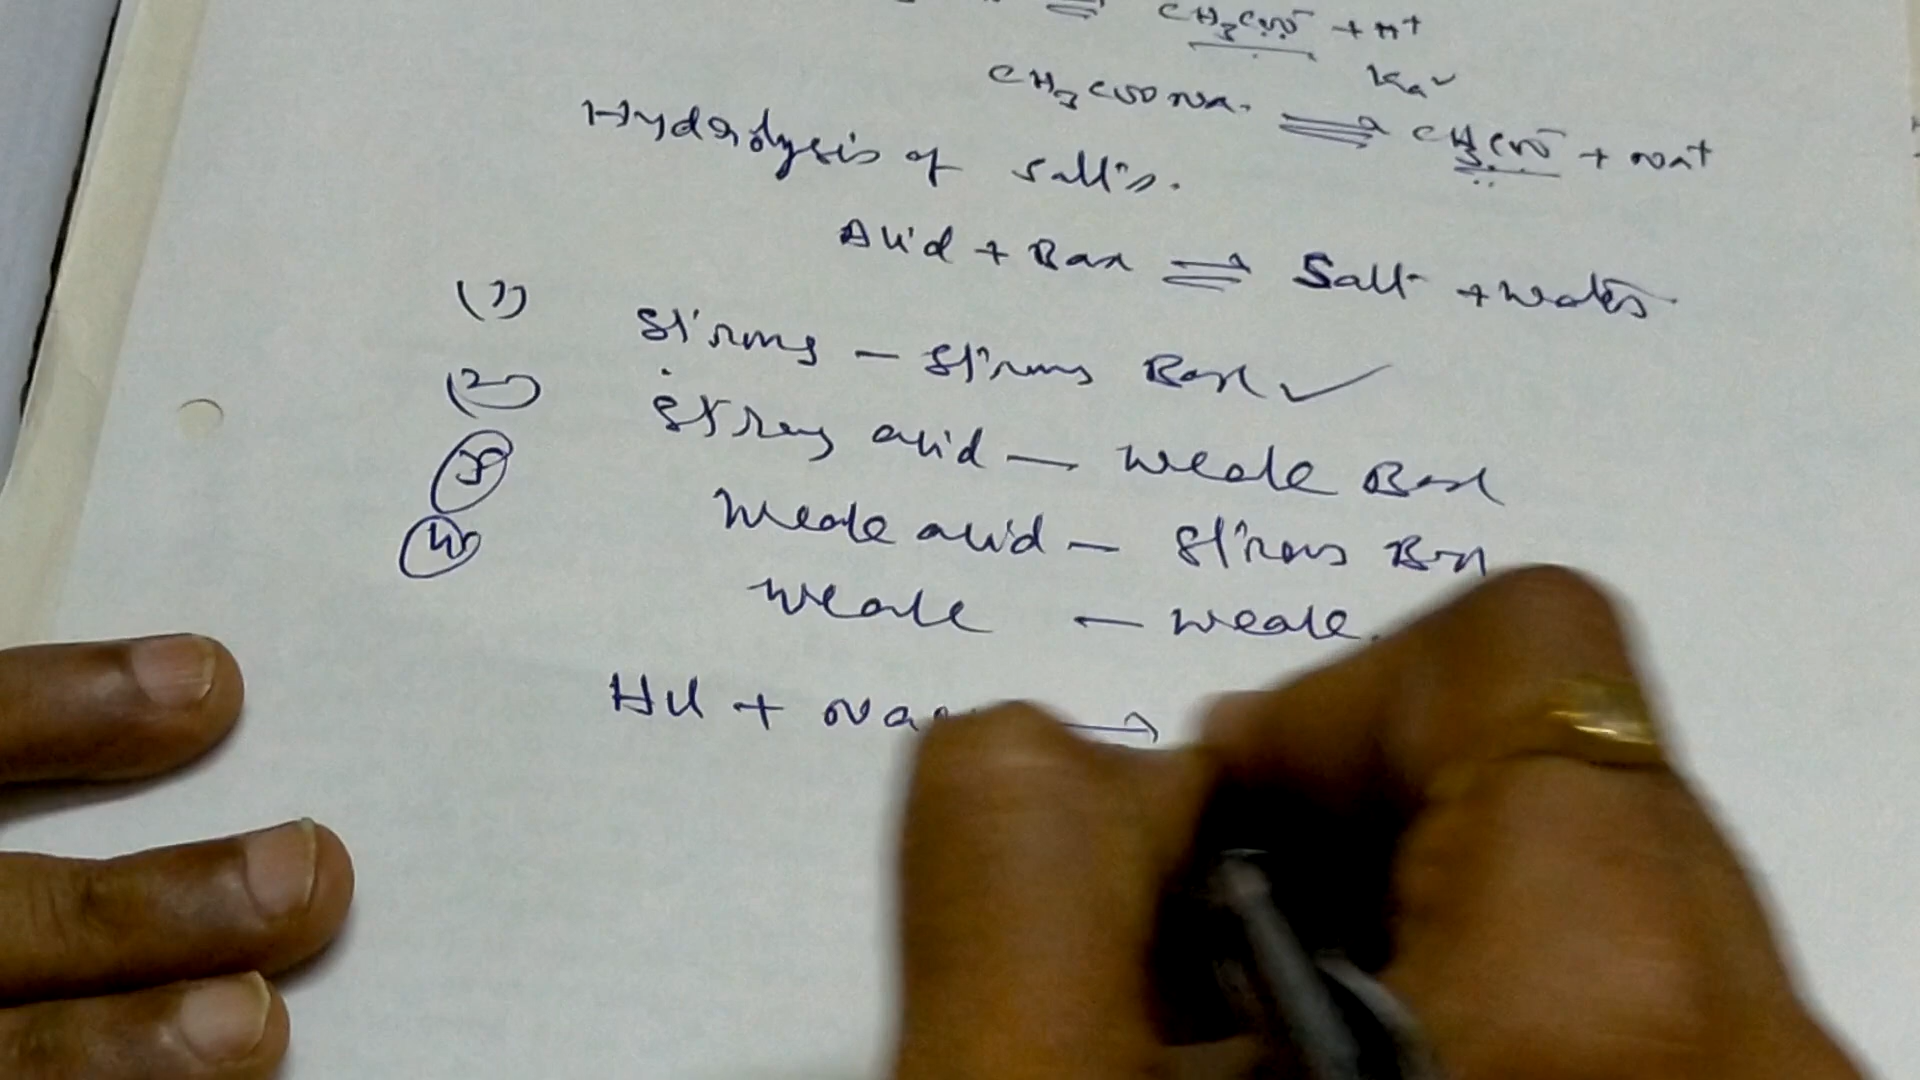 ⇌ CH3COO⁻ + H⁺
Ka✓
CH3COONa. ⇌ CH3COO⁻ + Na⁺
Hydrolysis of salts.
Acid + Base ⇌ Salt + Water
(1) Strong – Strong Base ✓
(2) Strong acid — Weak Base
(3) Weak acid – Strong Base
(4) Weak – Weak.
HCl + Na →